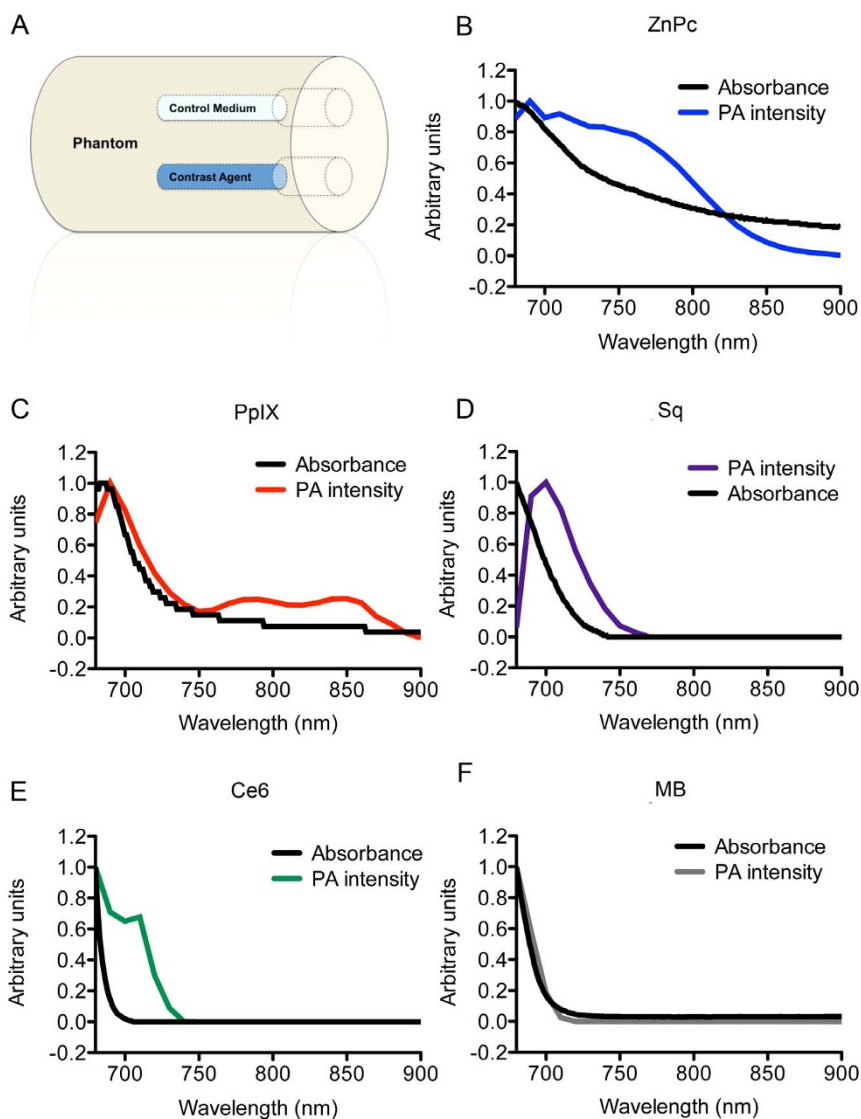 A
Control Medium
Phantom
Contrast Agent
B
ZnPc
Absorbance
PA intensity
Arbitrary units
1.2
1.0
0.8
0.6
0.4
0.2
0.0
-0.2
700 750 800 850 900
Wavelength (nm)
C
PpIX
Absorbance
PA intensity
Arbitrary units
1.2
1.0
0.8
0.6
0.4
0.2
0.0
-0.2
700 750 800 850 900
Wavelength (nm)
D
Sq
PA intensity
Absorbance
Arbitrary units
1.2
1.0
0.8
0.6
0.4
0.2
0.0
-0.2
700 750 800 850 900
Wavelength (nm)
E
Ce6
Absorbance
PA intensity
Arbitrary units
1.2
1.0
0.8
0.6
0.4
0.2
0.0
-0.2
700 750 800 850 900
Wavelength (nm)
F
MB
Absorbance
PA intensity
Arbitrary units
1.2
1.0
0.8
0.6
0.4
0.2
0.0
-0.2
700 750 800 850 900
Wavelength (nm)